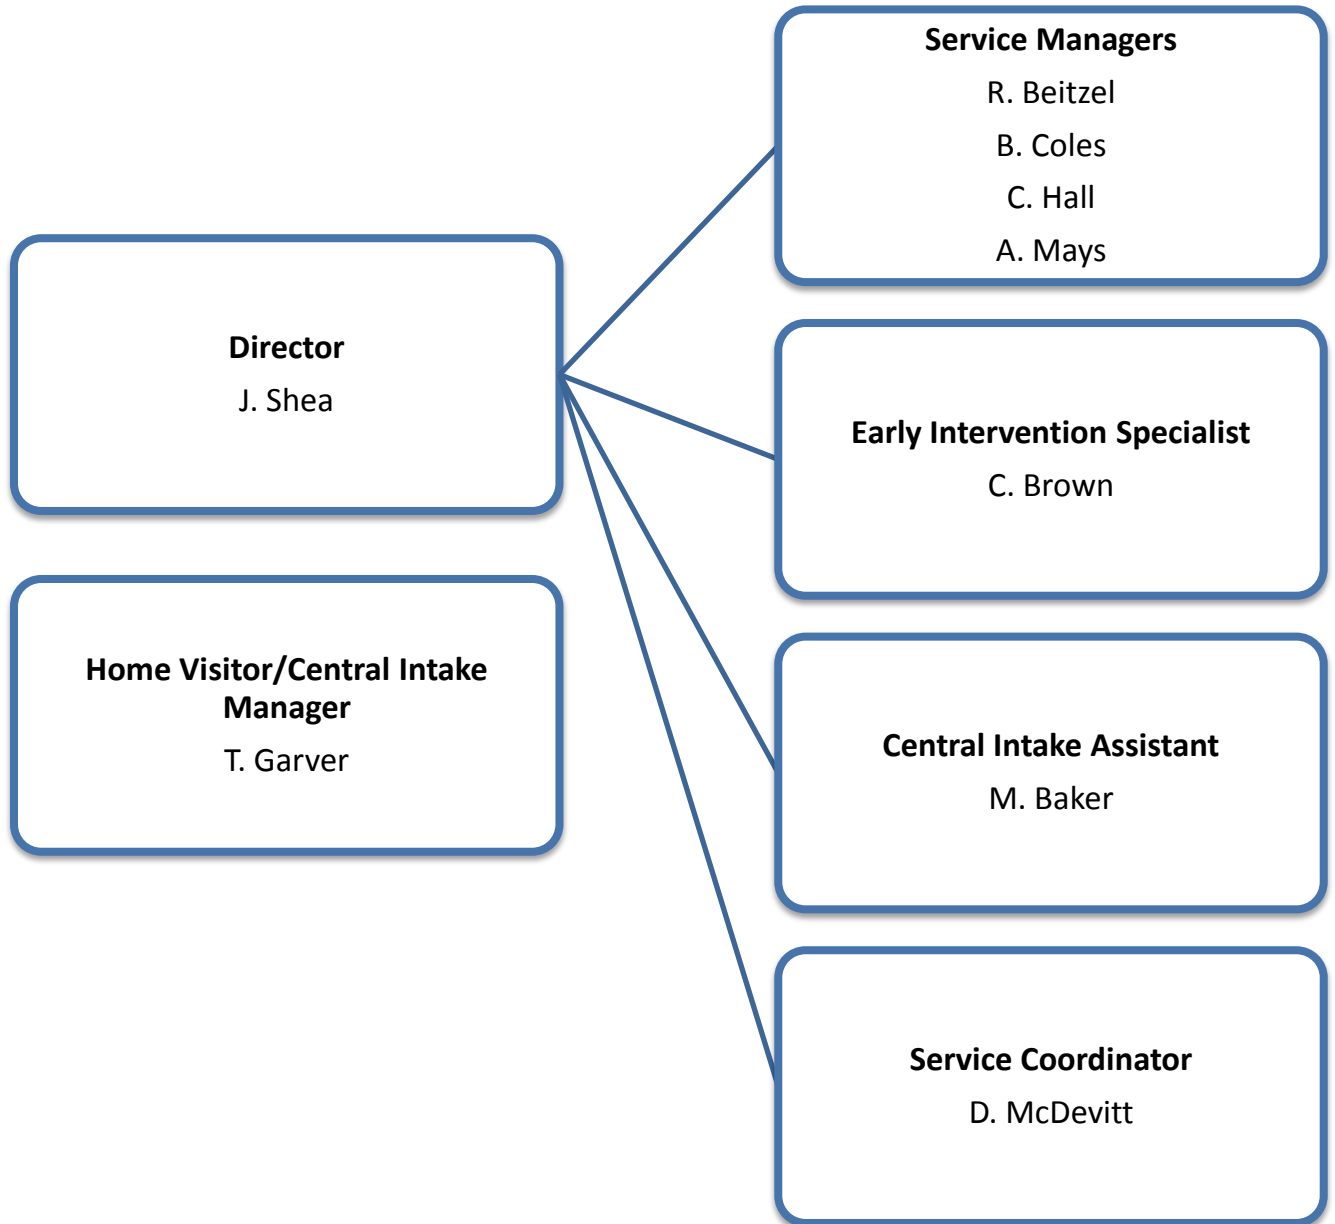 Director
J. Shea
Home Visitor/Central Intake
Manager
T. Garver
Service Managers
R. Beitzel
B. Coles
C. Hall
A. Mays
Early Intervention Specialist
C. Brown
Central Intake Assistant
M. Baker
Service Coordinator
D. McDevitt